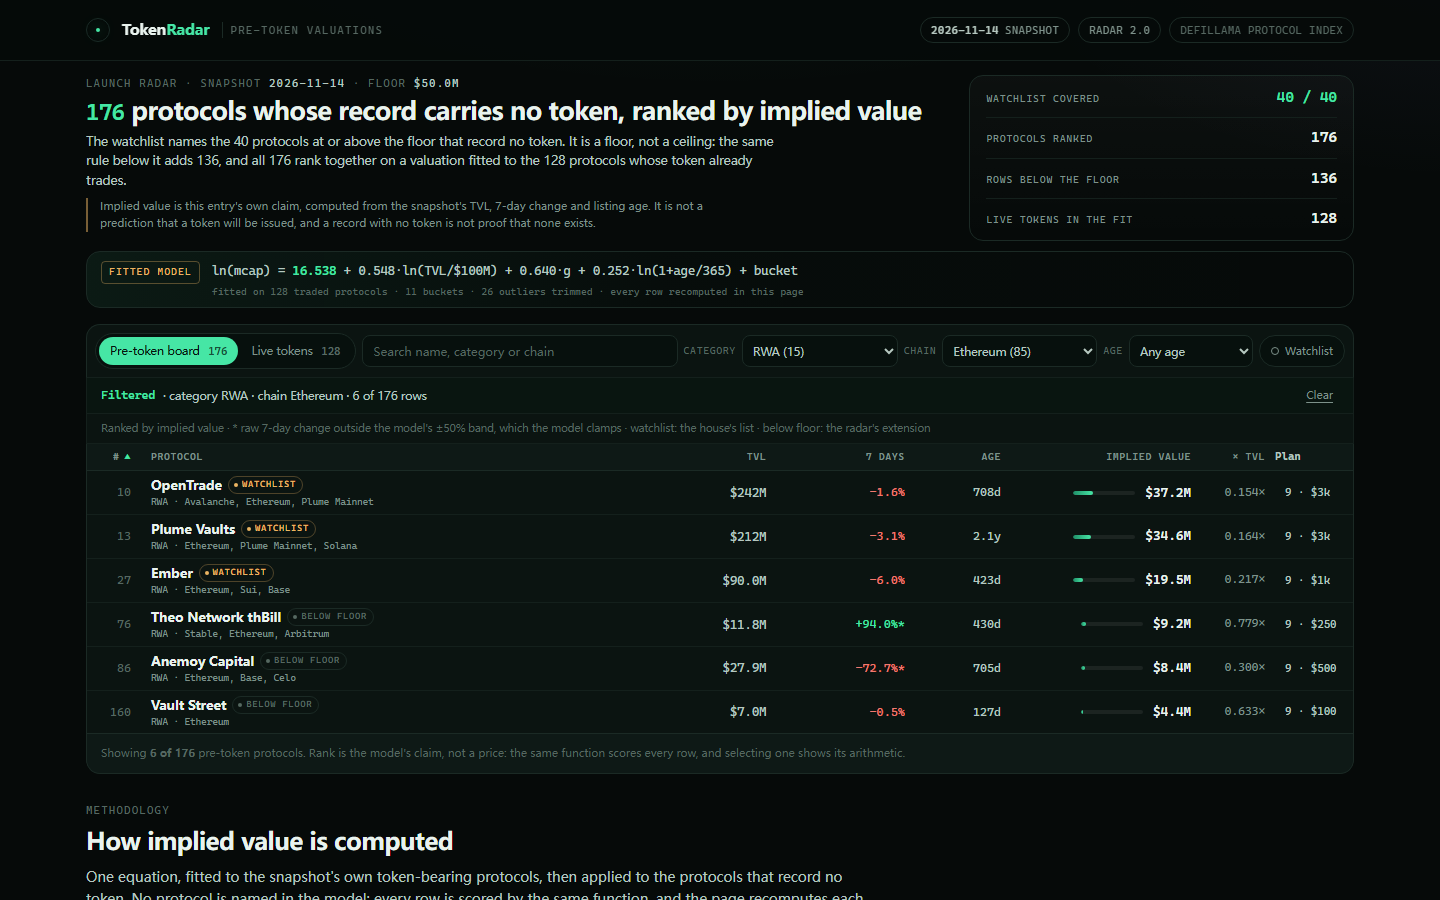 TokenRadar PRE-TOKEN VALUATIONS 2026-11-14 SNAPSHOT RADAR 2.0 DEFILLAMA PROTOCOL INDEX
LAUNCH RADAR · SNAPSHOT 2026-11-14 · FLOOR $50.0M
176 protocols whose record carries no token, ranked by implied value
The watchlist names the 40 protocols at or above the floor that record no token. It is a floor, not a ceiling: the same
rule below it adds 136, and all 176 rank together on a valuation fitted to the 128 protocols whose token already
trades.
Implied value is this entry's own claim, computed from the snapshot's TVL, 7-day change and listing age. It is not a
prediction that a token will be issued, and a record with no token is not proof that none exists.
WATCHLIST COVERED 40 / 40
PROTOCOLS RANKED 176
ROWS BELOW THE FLOOR 136
LIVE TOKENS IN THE FIT 128
FITTED MODEL ln(mcap) = 16.538 + 0.548·ln(TVL/$100M) + 0.640·g + 0.252·ln(1+age/365) + bucket
fitted on 128 traded protocols · 11 buckets · 26 outliers trimmed · every row recomputed in this page
Pre-token board 176 Live tokens 128 Search name, category or chain CATEGORY RWA (15) CHAIN Ethereum (85) AGE Any age Watchlist
Filtered · category RWA · chain Ethereum · 6 of 176 rows Clear
Ranked by implied value · * raw 7-day change outside the model's ±50% band, which the model clamps · watchlist: the house's list · below floor: the radar's extension
# ▲ PROTOCOL TVL 7 DAYS AGE IMPLIED VALUE × TVL Plan
10 OpenTrade WATCHLIST $242M −1.6% 708d $37.2M 0.154× 9 · $3k
RWA · Avalanche, Ethereum, Plume Mainnet
13 Plume Vaults WATCHLIST $212M −3.1% 2.1y $34.6M 0.164× 9 · $3k
RWA · Ethereum, Plume Mainnet, Solana
27 Ember WATCHLIST $90.0M −6.0% 423d $19.5M 0.217× 9 · $1k
RWA · Ethereum, Sui, Base
76 Theo Network thBill BELOW FLOOR $11.8M +94.0%* 430d $9.2M 0.779× 9 · $250
RWA · Stable, Ethereum, Arbitrum
86 Anemoy Capital BELOW FLOOR $27.9M −72.7%* 705d $8.4M 0.300× 9 · $500
RWA · Ethereum, Base, Celo
160 Vault Street BELOW FLOOR $7.0M −0.5% 127d $4.4M 0.633× 9 · $100
RWA · Ethereum
Showing 6 of 176 pre-token protocols. Rank is the model's claim, not a price: the same function scores every row, and selecting one shows its arithmetic.
METHODOLOGY
How implied value is computed
One equation, fitted to the snapshot's own token-bearing protocols, then applied to the protocols that record no
token. No protocol is named in the model: every row is scored by the same function, and the page recomputes each